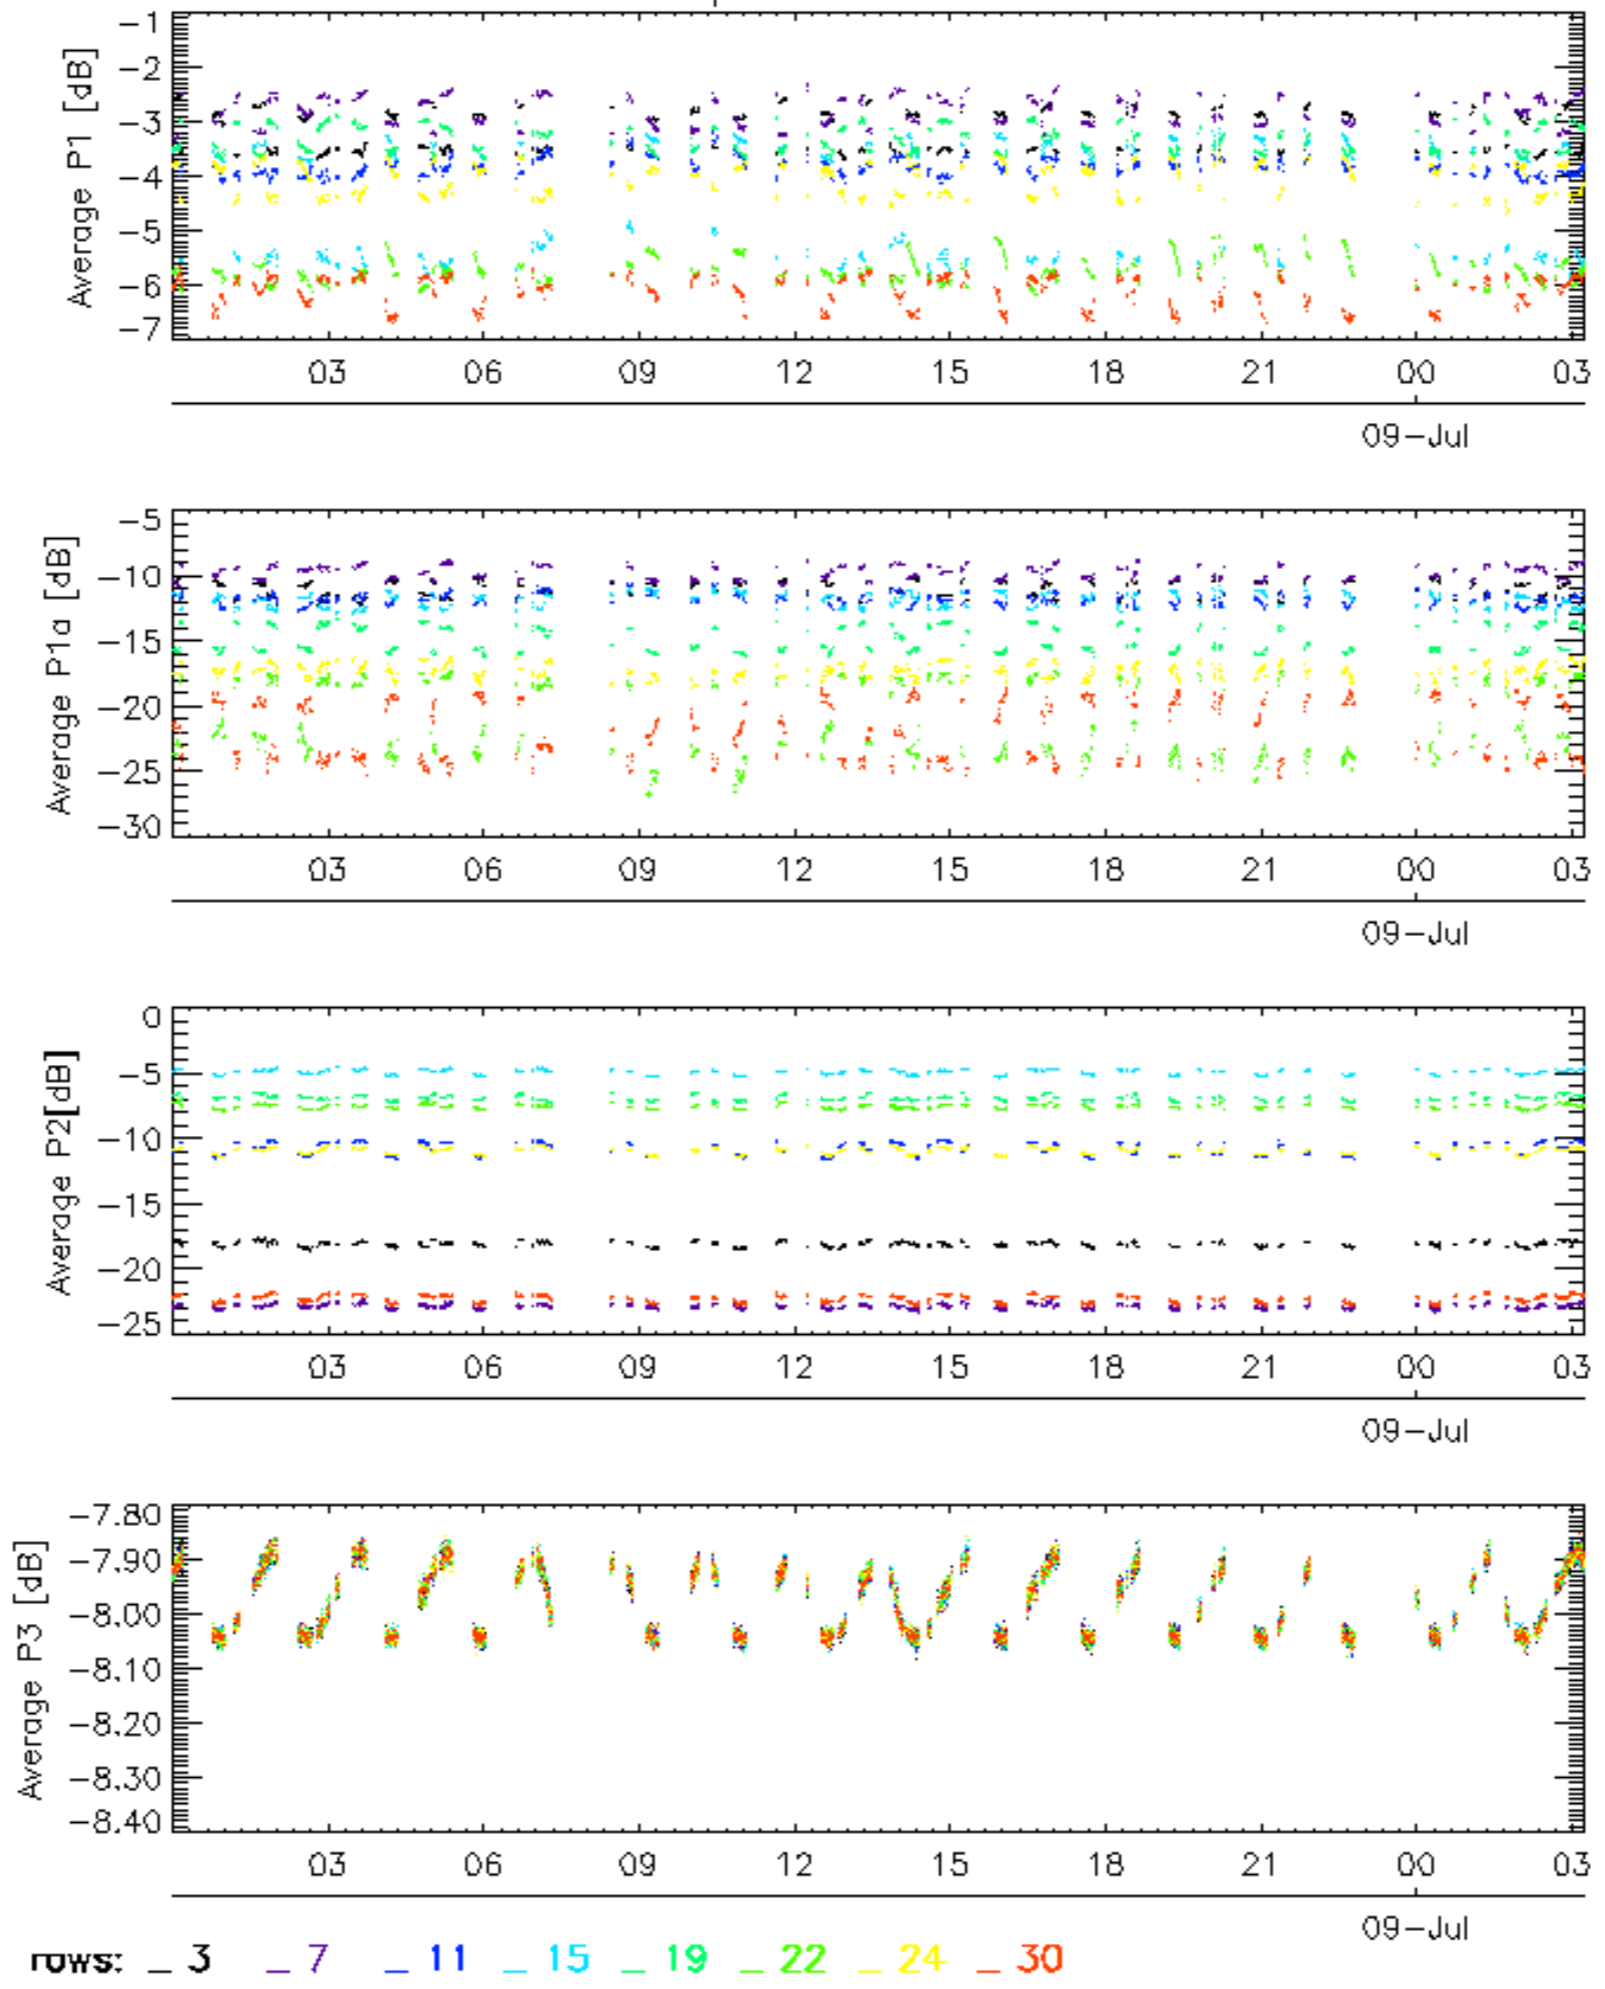 -1
-2
-3
-4
-5
-6
-7
Average P1 [dB]
03 06 09 12 15 18 21 00 03
09-Jul
-5
-10
-15
-20
-25
-30
Average P1a [dB]
03 06 09 12 15 18 21 00 03
09-Jul
0
-5
-10
-15
-20
-25
Average P2[dB]
03 06 09 12 15 18 21 00 03
09-Jul
-7.80
-7.90
-8.00
-8.10
-8.20
-8.30
-8.40
Average P3 [dB]
03 06 09 12 15 18 21 00 03
09-Jul
rows: _ 3 _ 7 _ 11 _ 15 _ 19 _ 22 _ 24 _ 30